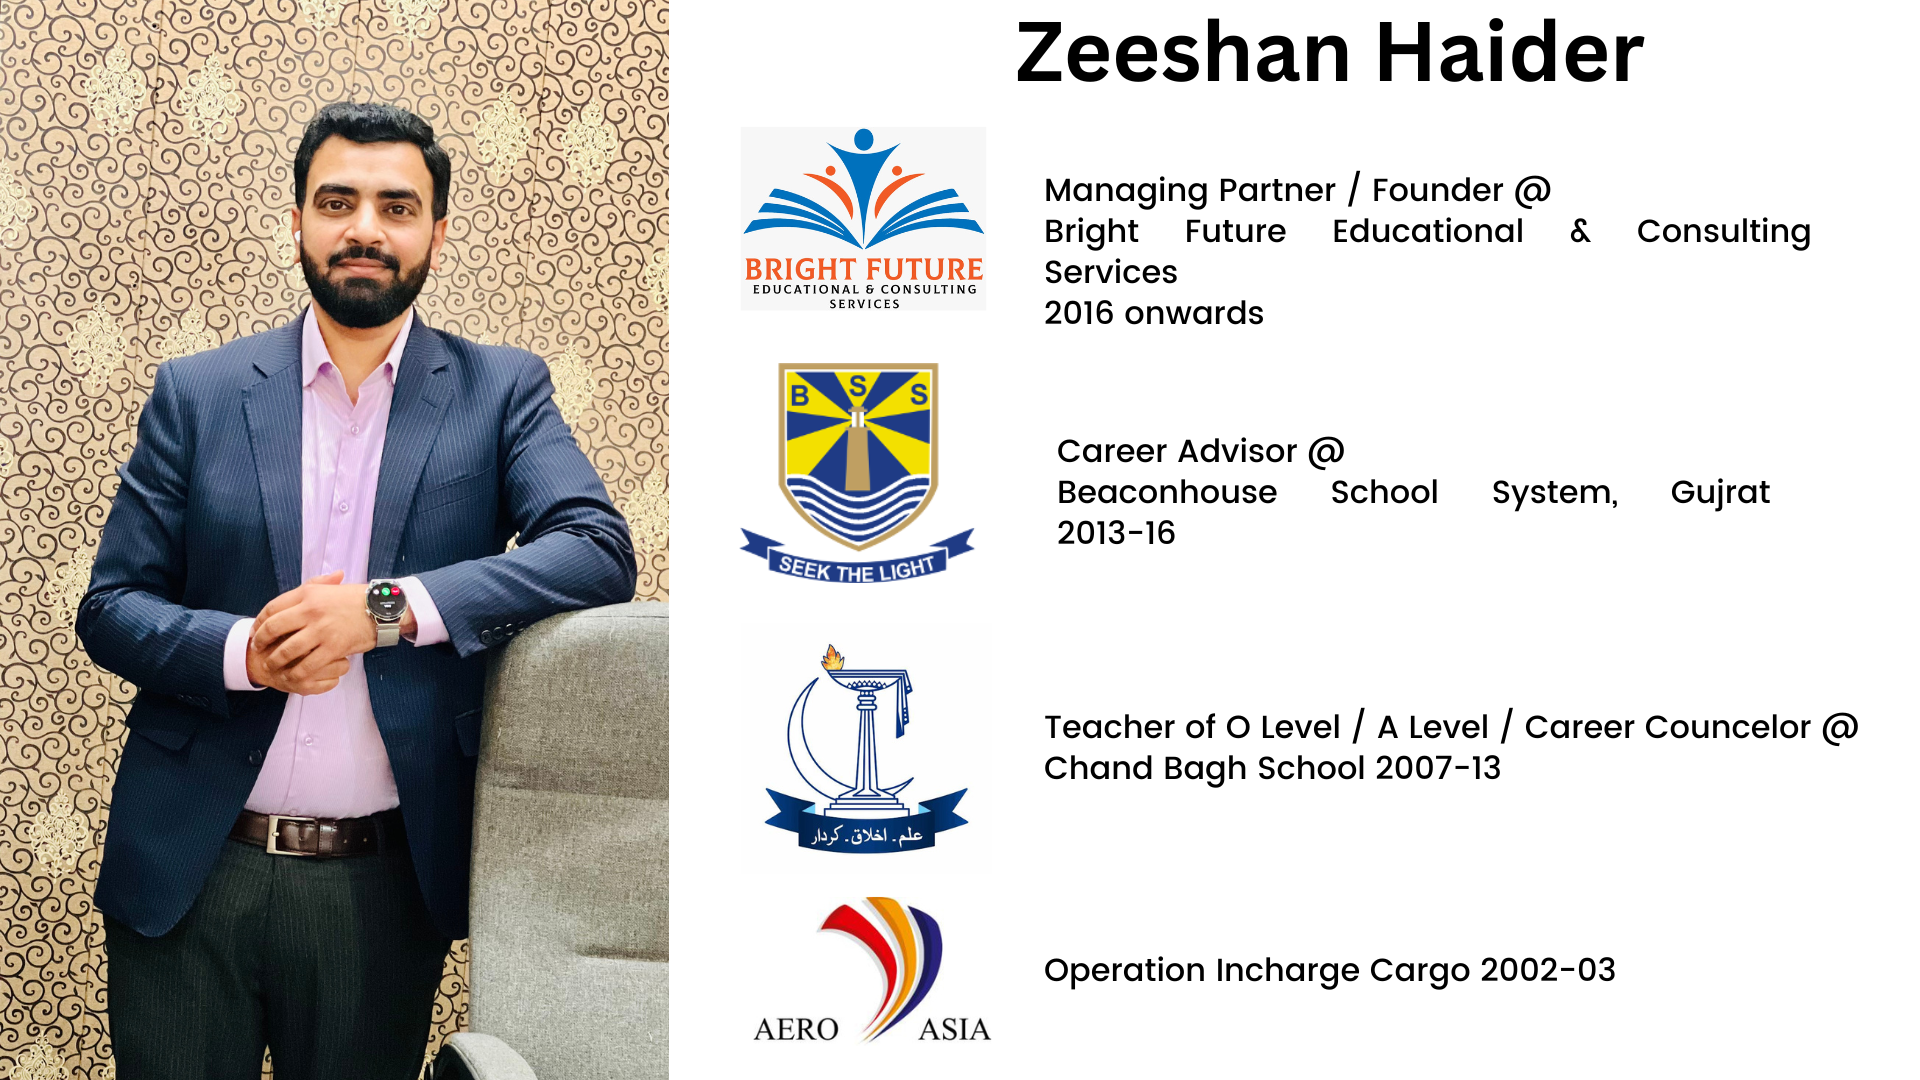 Zeeshan Haider
BRIGHT FUTURE
EDUCATIONAL & CONSULTING
SERVICES
Managing Partner / Founder @
Bright Future Educational & Consulting
Services
2016 onwards
B S S
SEEK THE LIGHT
Career Advisor @
Beaconhouse School System, Gujrat
2013-16
علم۔ اخلاق۔ کردار
Teacher of O Level / A Level / Career Councelor @
Chand Bagh School 2007-13
AERO ASIA
Operation Incharge Cargo 2002-03